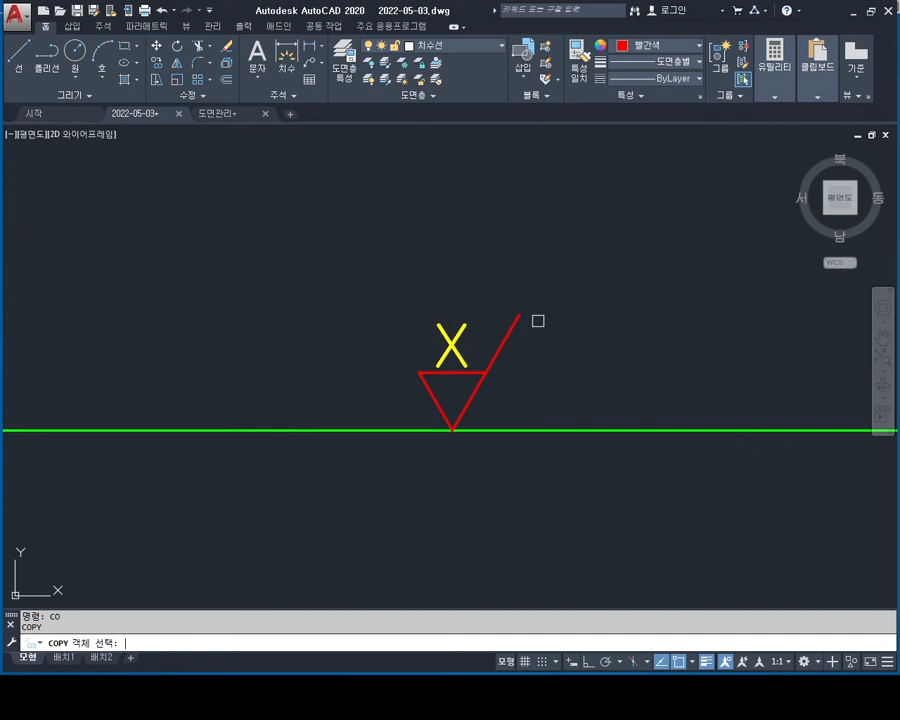 Autodesk AutoCAD 2020 2022-05-03,.dwg
키워드 또는 구절 입력
로그인
홈 삽입 주석 파라메트릭 뷰 관리 출력 애드인 공동 작업 주요 응용프로그램
선 폴리선 원 호
문자 치수
도면층 특성
치수선
삽입
특성 일치
빨간색
도면층별
ByLayer
그룹
유틸리티
클립보드
기준
그리기 수정 주석 도면층 블록 특성 그룹 뷰
시작 2022-05-03* 도면관리*
[-][평면도][2D 와이어프레임]
북
서 평면도 동
남
WCS
X
Y
X
명령: CO
COPY
COPY 객체 선택:
모형 배치1 배치2
모형 1:1